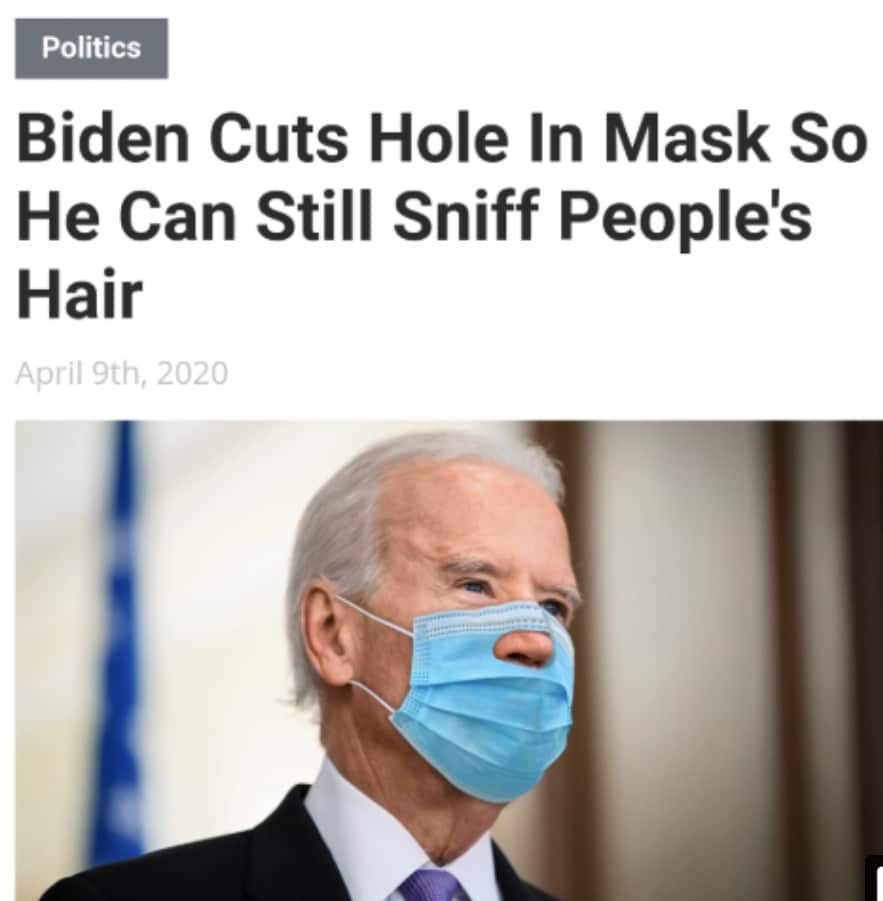 Politics
Biden Cuts Hole In Mask So
He Can Still Sniff People's
Hair
April 9th, 2020